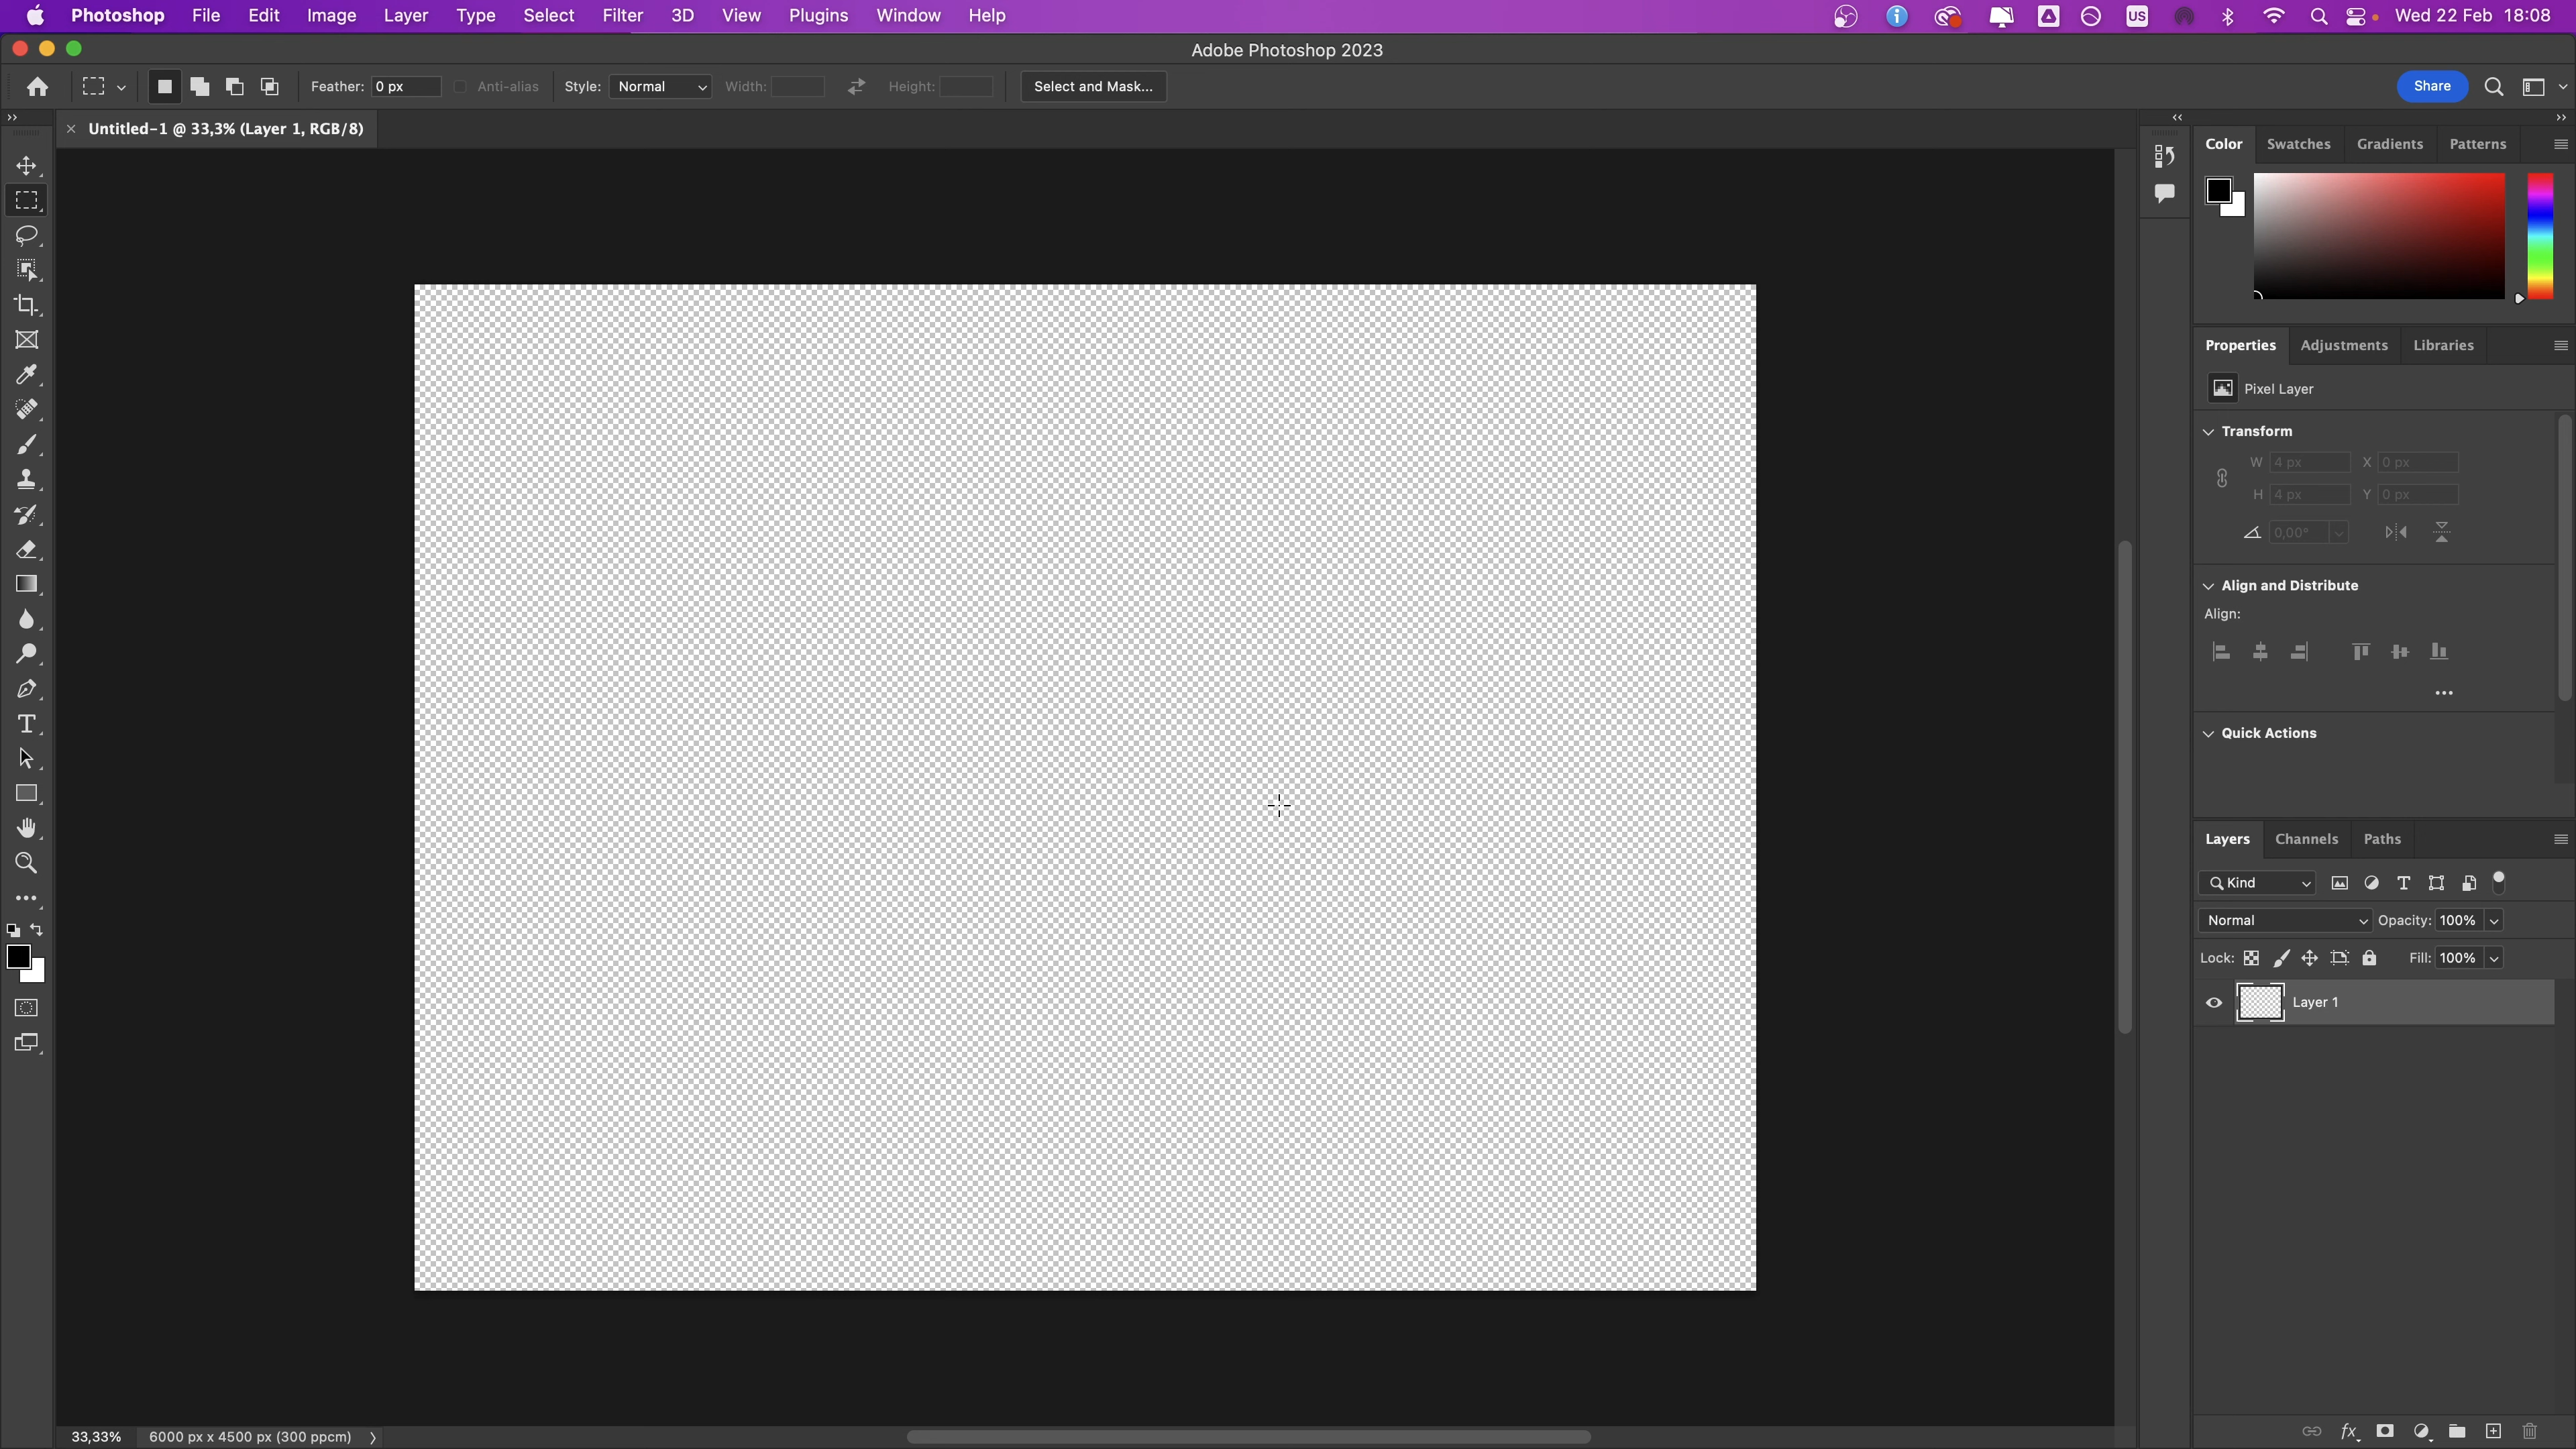 Photoshop File Edit Image Layer Type Select Filter 3D View Plugins Window Help US Wed 22 Feb 18:08
Adobe Photoshop 2023
Feather: 0 px Anti-alias Style: Normal Width: Height: Select and Mask... Share
Untitled-1 @ 33,3% (Layer 1, RGB/8)
Color Swatches Gradients Patterns
Properties Adjustments Libraries
Pixel Layer
Transform
W 4 px X 0 px
H 4 px Y 0 px
0,00°
Align and Distribute
Align:
Quick Actions
Layers Channels Paths
Kind
Normal Opacity: 100%
Lock: Fill: 100%
Layer 1
fx
33,33% 6000 px x 4500 px (300 ppcm)